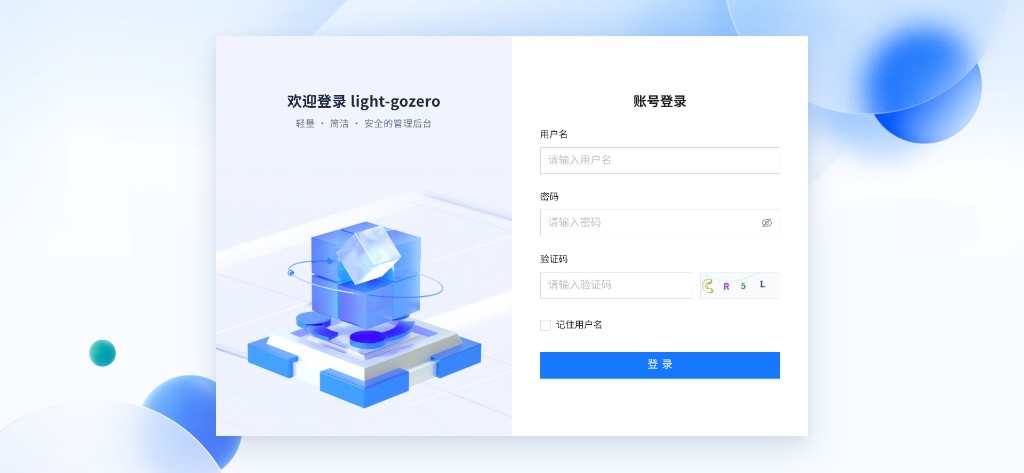 欢迎登录 light-gozero
轻量 · 简洁 · 安全的管理后台
账号登录
用户名
请输入用户名
密码
请输入密码
验证码
请输入验证码
C R 5 L
记住用户名
登 录